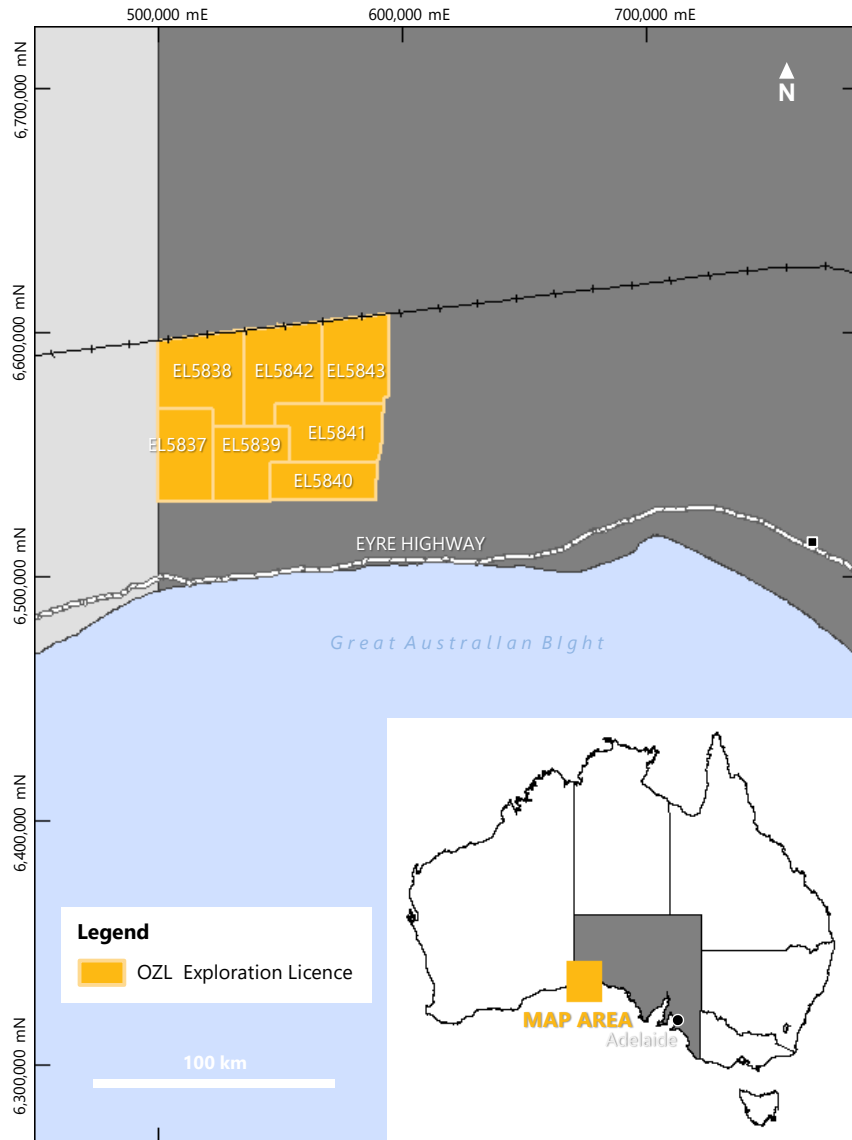 500,000 mE
600,000 mE
700,000 mE
6,700,000 mN
N
6,600,000 mN
EL5838
EL5842
EL5843
EL5837
EL5839
EL5841
EL5840
EYRE HIGHWAY
6,500,000 mN
Great Australian Bight
6,400,000 mN
Legend
OZL Exploration Licence
MAP AREA
Adelaide
100 km
6,300,000 mN